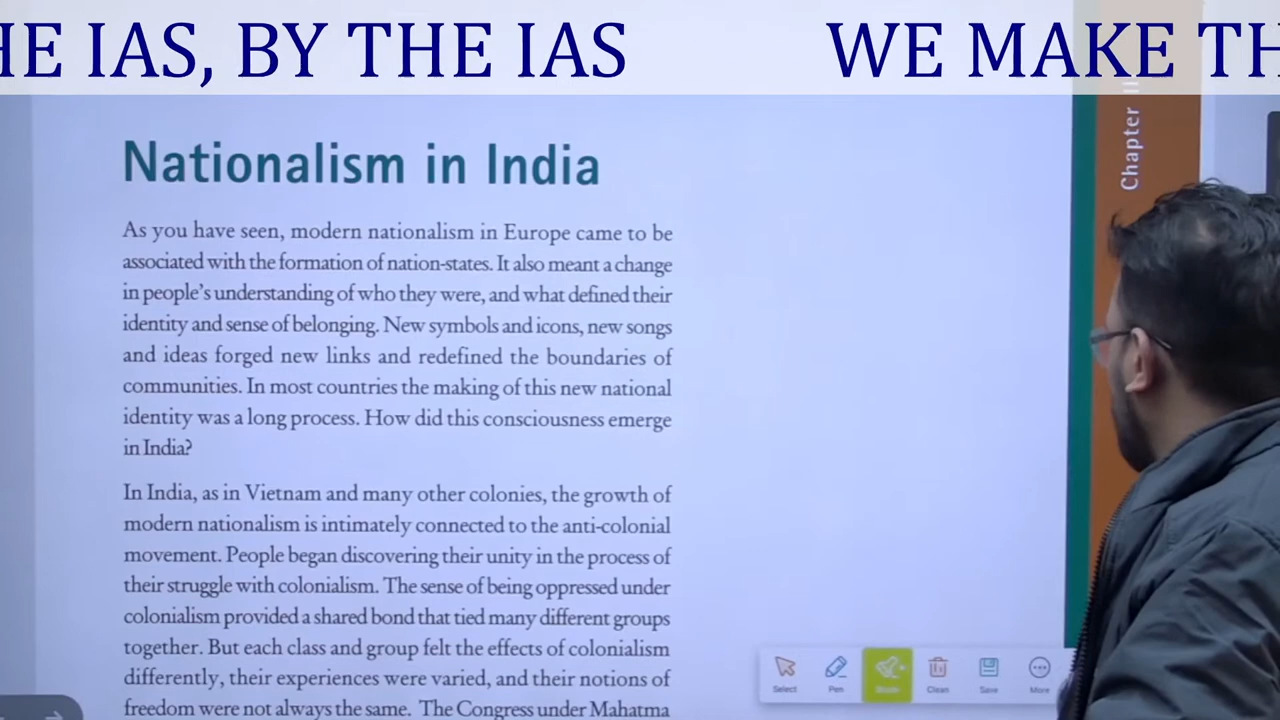 HE IAS, BY THE IAS WE MAKE TH
Chapter II
Nationalism in India
As you have seen, modern nationalism in Europe came to be
associated with the formation of nation-states. It also meant a change
in people's understanding of who they were, and what defined their
identity and sense of belonging. New symbols and icons, new songs
and ideas forged new links and redefined the boundaries of
communities. In most countries the making of this new national
identity was a long process. How did this consciousness emerge
in India?
In India, as in Vietnam and many other colonies, the growth of
modern nationalism is intimately connected to the anti-colonial
movement. People began discovering their unity in the process of
their struggle with colonialism. The sense of being oppressed under
colonialism provided a shared bond that tied many different groups
together. But each class and group felt the effects of colonialism
differently, their experiences were varied, and their notions of
freedom were not always the same. The Congress under Mahatma
Select Pen Clean Save More